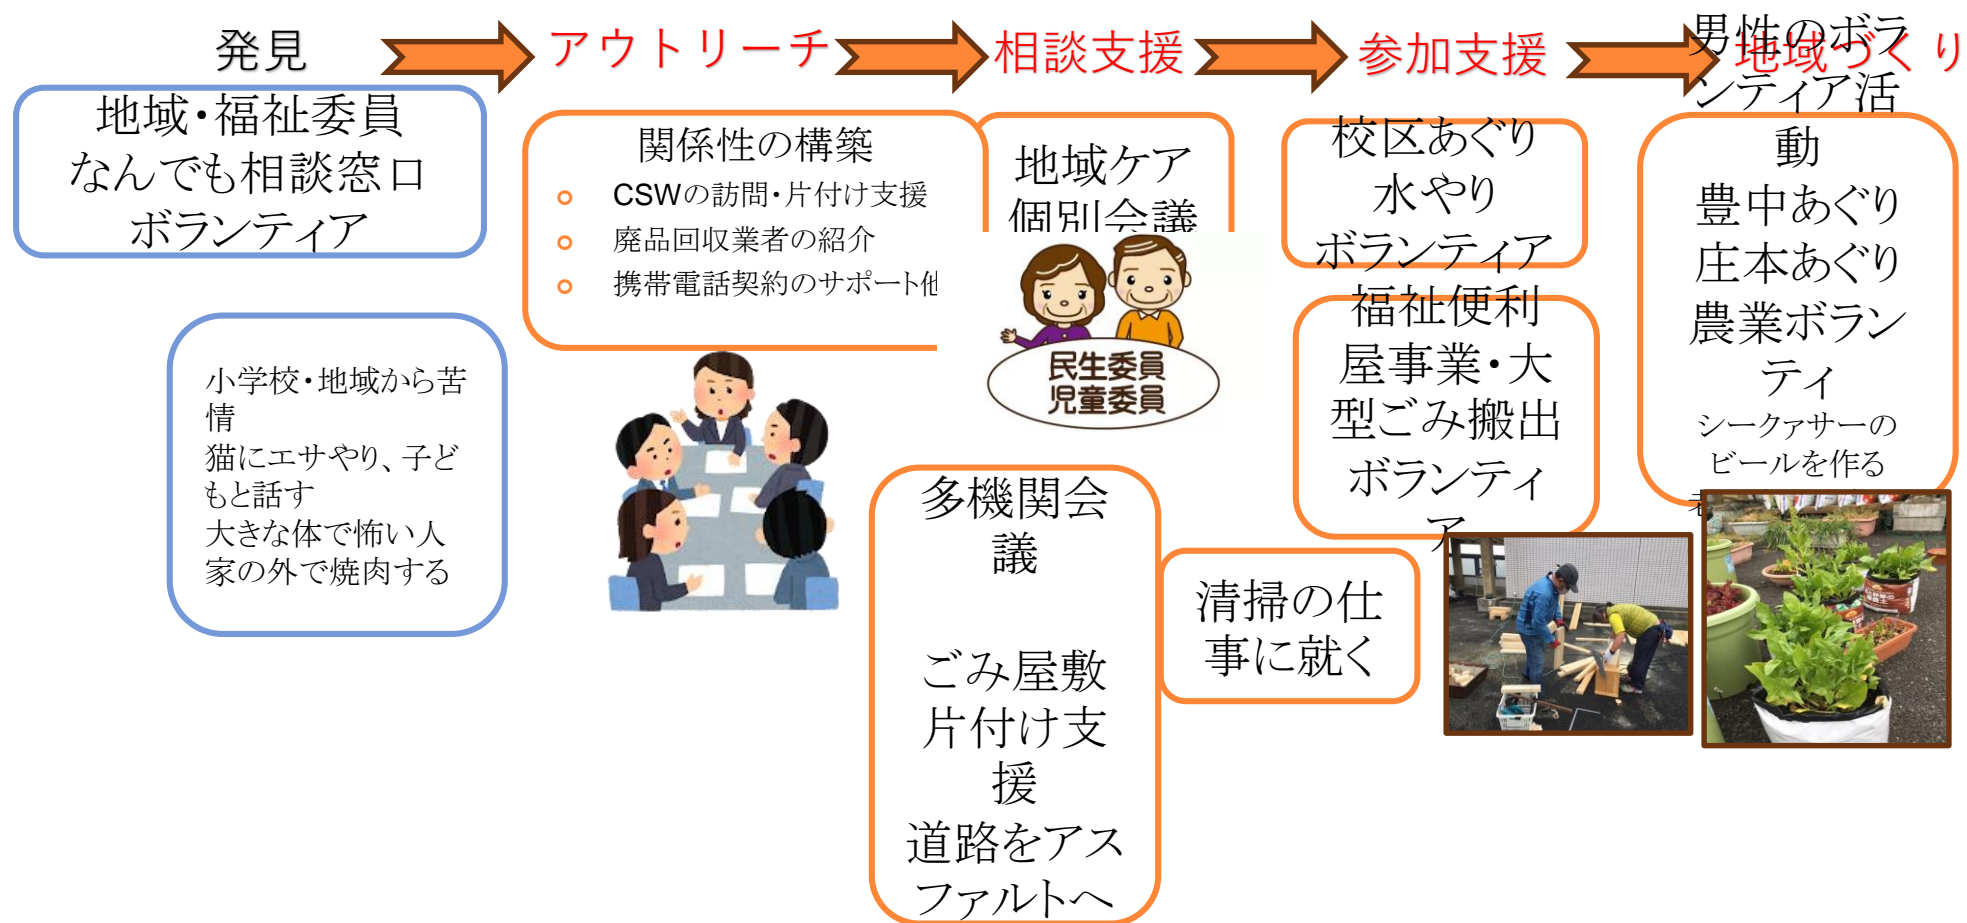 発見
アウトリーチ
相談支援
参加支援
地域づくり
地域・福祉委員
なんでも相談窓口
ボランティア
小学校・地域から苦
情
猫にエサやり、子ど
もと話す
大きな体で怖い人
家の外で焼肉する
関係性の構築
CSWの訪問・片付け支援
廃品回収業者の紹介
携帯電話契約のサポート他
地域ケア
個別会議
民生委員
児童委員
多機関会
議
ごみ屋敷
片付け支
援
道路をアス
ファルトへ
清掃の仕
事に就く
校区あぐり
水やり
ボランティア
福祉便利
屋事業・大
型ごみ搬出
ボランティ
ア
男性のボラ
ンティア活
動
豊中あぐり
庄本あぐり
農業ボラン
ティ
シークァサーの
ビールを作る